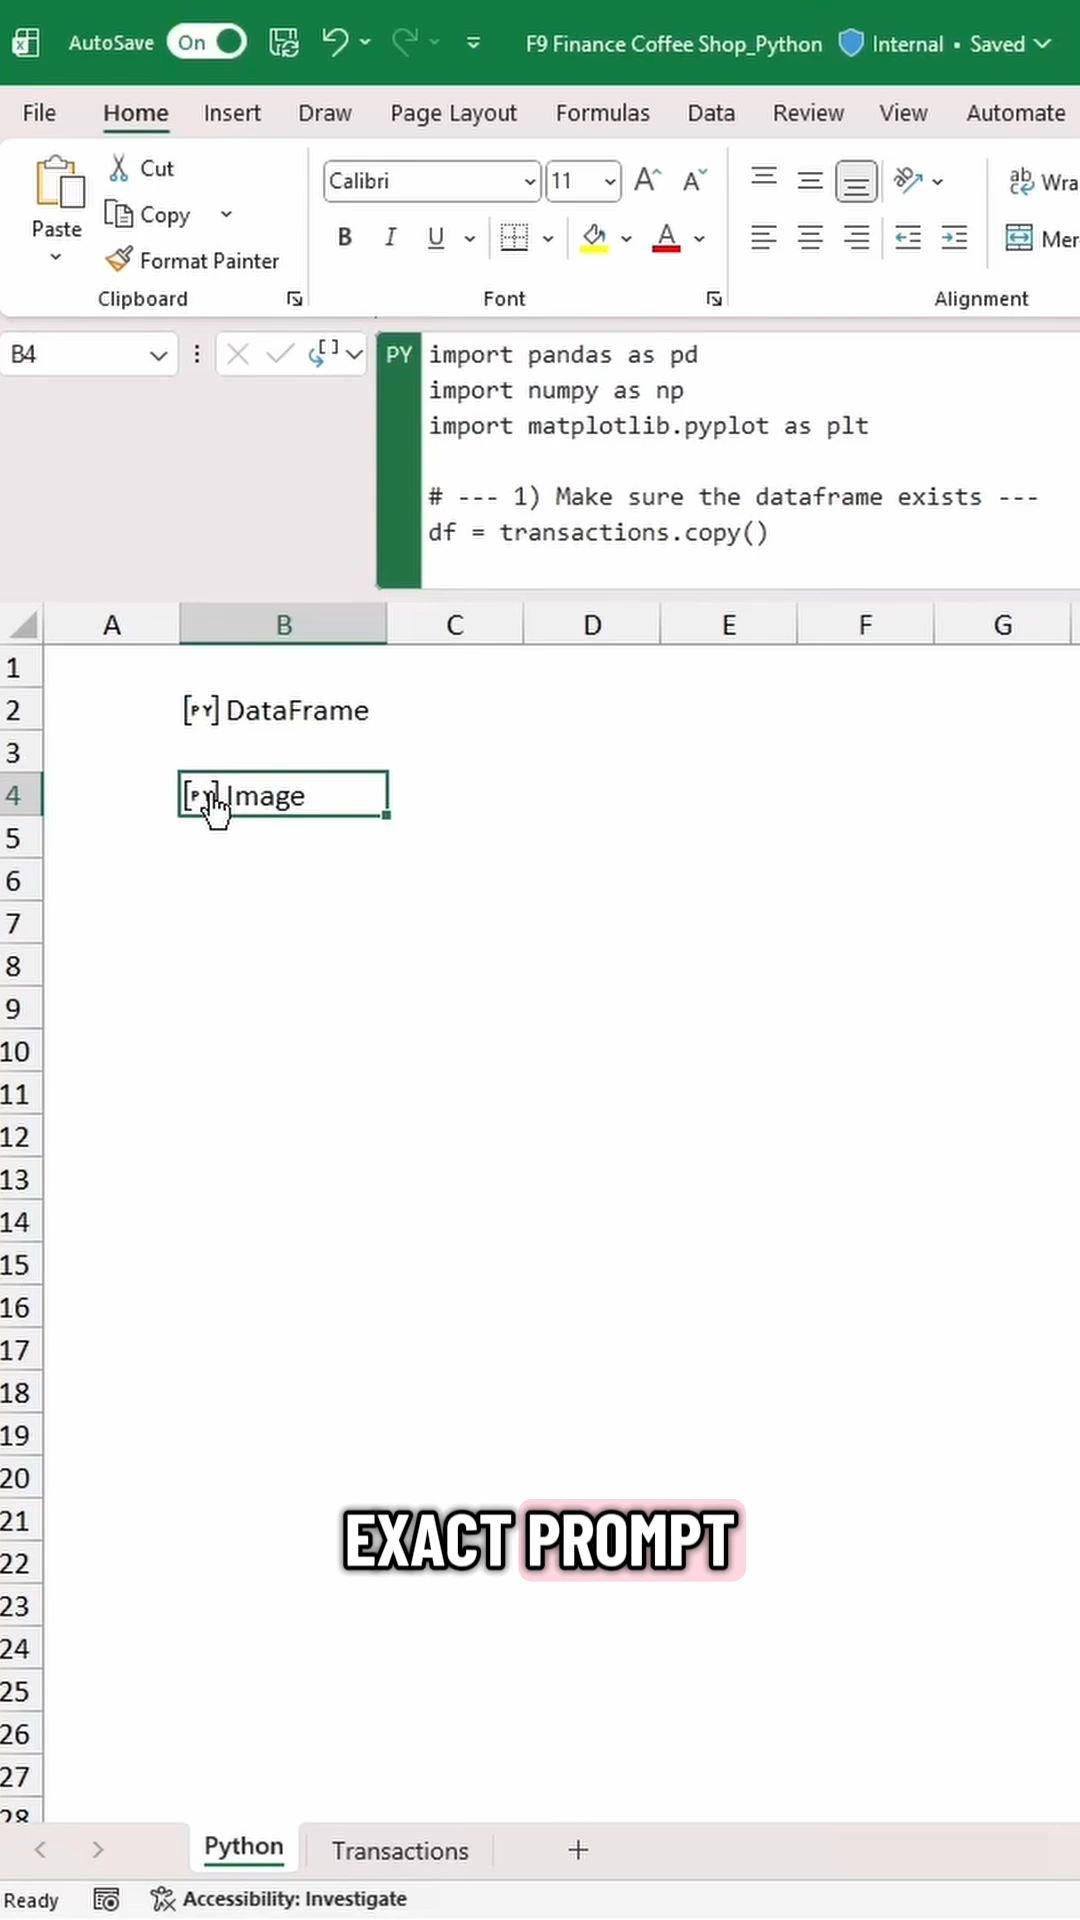 AutoSave On F9 Finance Coffee Shop_Python Internal • Saved
File Home Insert Draw Page Layout Formulas Data Review View Automate
Paste
Cut
Copy
Format Painter
Clipboard
Calibri 11 A A
B I U A
Font
ab Wra
Mer
Alignment
B4
PY import pandas as pd
import numpy as np
import matplotlib.pyplot as plt
# --- 1) Make sure the dataframe exists ---
df = transactions.copy()
A B C D E F G
1
2 [PY] DataFrame
3
4 [PY] Image
5
6
7
8
9
10
11
12
13
14
15
16
17
18
19
20
21
EXACT PROMPT
22
23
24
25
26
27
28
Python Transactions +
Ready Accessibility: Investigate